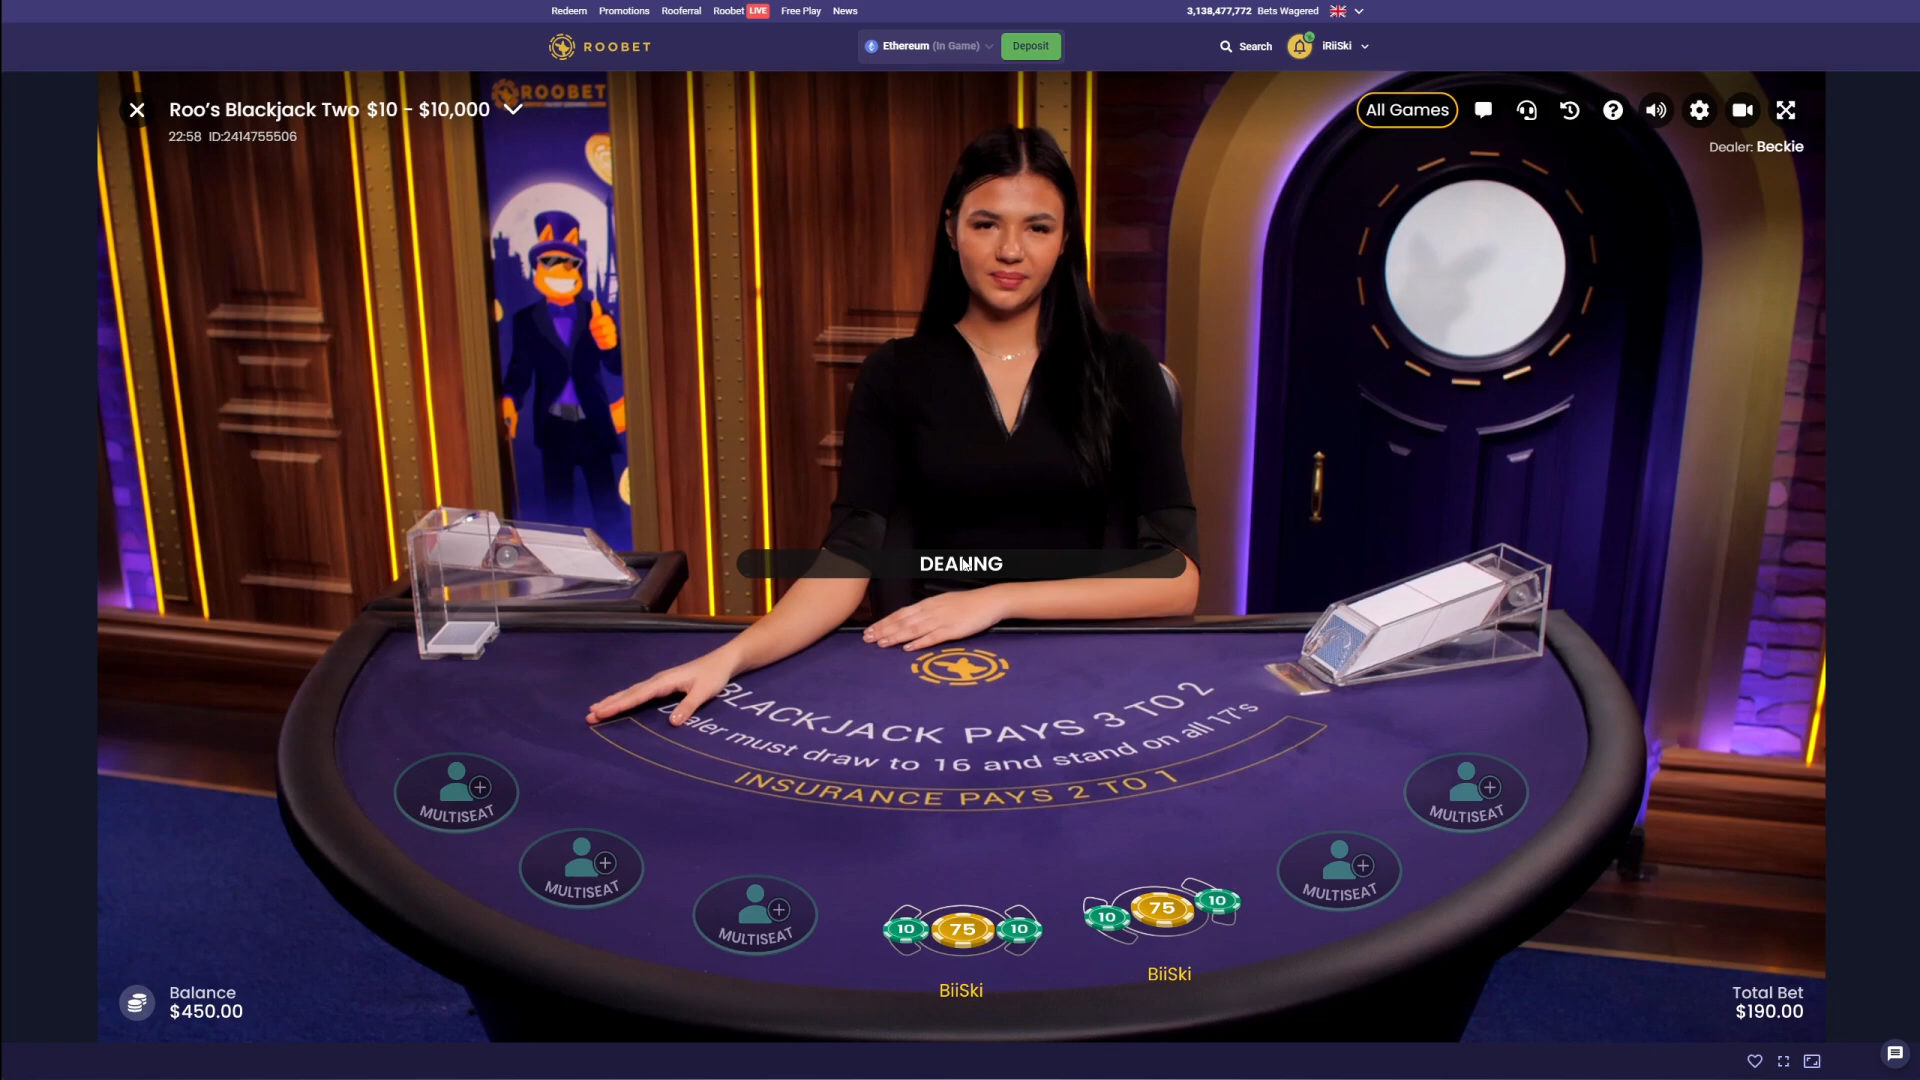 Redeem Promotions Rooferral Roobet LIVE Free Play News
3,138,477,772 Bets Wagered
ROOBET
Ethereum (In Game)
Deposit
Search
iRiiSki
ROOBET
Roo's Blackjack Two $10 - $10,000
22:58 ID:2414755506
All Games
Dealer: Beckie
DEALING
BLACKJACK PAYS 3 TO 2
Dealer must draw to 16 and stand on all 17's
INSURANCE PAYS 2 TO 1
MULTISEAT
MULTISEAT
MULTISEAT
10 75 10
10 75 10
MULTISEAT
MULTISEAT
BiiSki
BiiSki
Balance
$450.00
Total Bet
$190.00